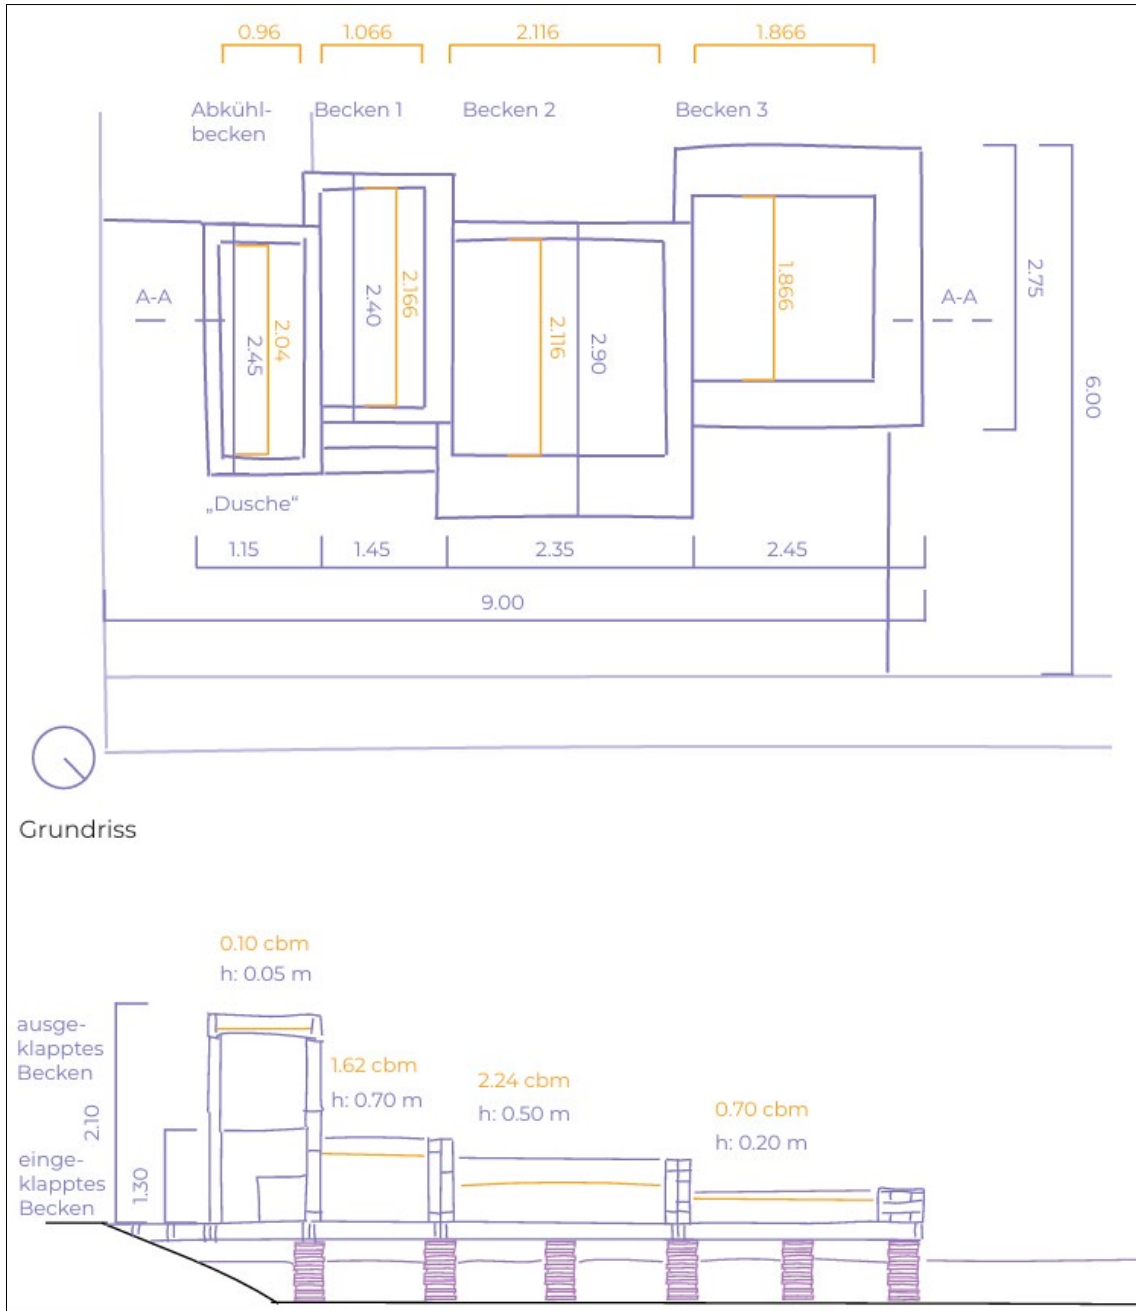 0.96
1.066
2.116
1.866
Abkühl-
becken
Becken 1
Becken 2
Becken 3
A-A
2.45
2.04
2.40
2.166
2.116
2.90
1.866
A-A
2.75
6.00
„Dusche“
1.15
1.45
2.35
2.45
9.00
Grundriss
0.10 cbm
h: 0.05 m
ausge-
klapptes
Becken
2.10
1.62 cbm
h: 0.70 m
2.24 cbm
h: 0.50 m
0.70 cbm
h: 0.20 m
einge-
klapptes
Becken
1.30